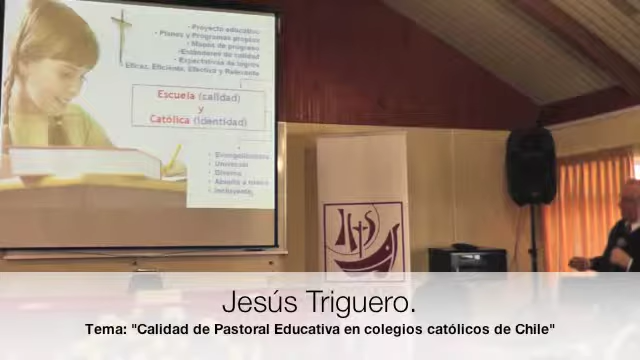 - Proyecto educativo
- Planes y Programas propios
- Mapas de progreso
-Estándares de calidad
- Expectativas de logros
Eficaz, Eficiente, Efectiva y Relevante
Escuela (calidad)
y
Católica (identidad)
• Evangelizadora
• Universal
• Diversa
• Abierta a todos
• Incluyente
Jesús Triguero.
Tema: "Calidad de Pastoral Educativa en colegios católicos de Chile"